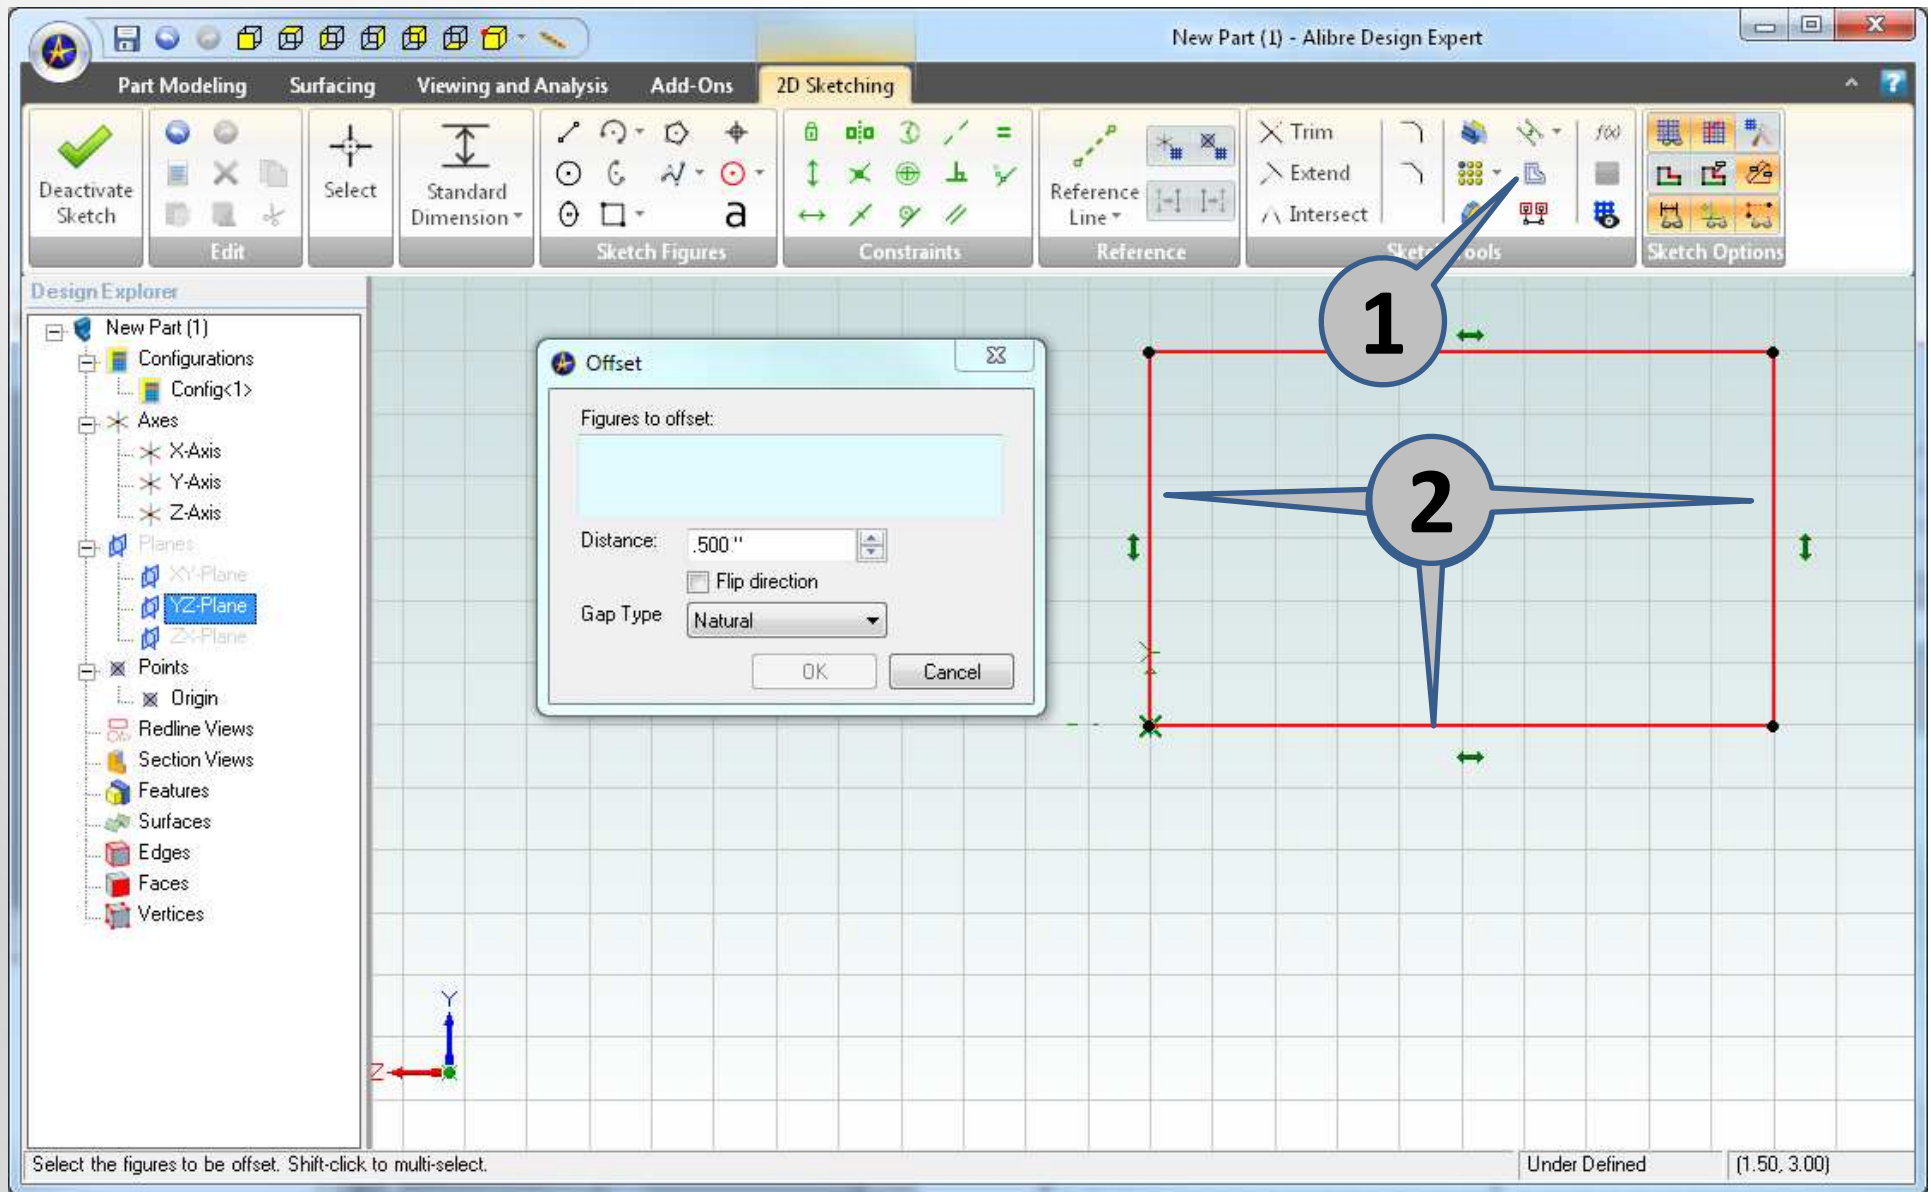 New Part (1) - Alibre Design Expert
Part Modeling Surfacing Viewing and Analysis Add-Ons 2D Sketching
Deactivate Sketch
Edit
Select
Standard Dimension
a
Sketch Figures
Constraints
Reference Line
Reference
Trim
Extend
Intersect
f(x)
Sketch Tools
Sketch Options
Design Explorer
New Part (1)
Configurations
Config<1>
Axes
X-Axis
Y-Axis
Z-Axis
Planes
XY-Plane
YZ-Plane
ZX-Plane
Points
Origin
Redline Views
Section Views
Features
Surfaces
Edges
Faces
Vertices
Offset
Figures to offset:
Distance: .500 "
Flip direction
Gap Type Natural
OK Cancel
1
2
Y
Z
Select the figures to be offset. Shift-click to multi-select.
Under Defined (1.50, 3.00)